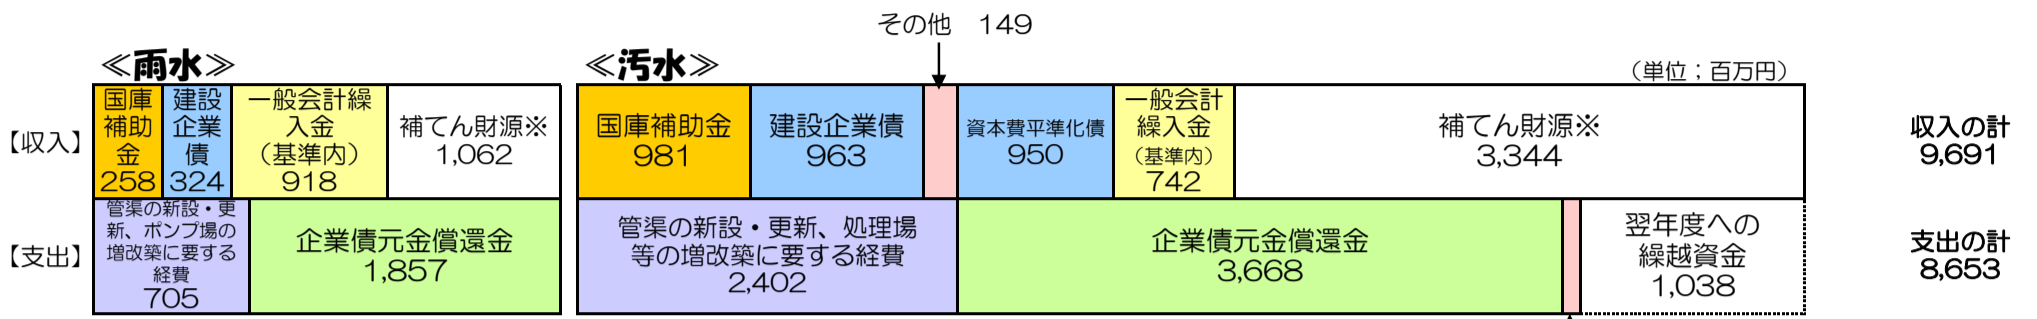 その他　149
≪雨水≫
≪汚水≫
（単位；百万円）
【収入】
国庫
補助
金
258
建設
企業
債
324
一般会計繰
入金
（基準内）
918
補てん財源※
1,062
国庫補助金
981
建設企業債
963
資本費平準化債
950
一般会計
繰入金
（基準内）
742
補てん財源※
3,344
収入の計
9,691
【支出】
管渠の新設・更
新、ポンプ場の
増改築に要する
経費
705
企業債元金償還金
1,857
管渠の新設・更新、処理場
等の増改築に要する経費
2,402
企業債元金償還金
3,668
翌年度への
繰越資金
1,038
支出の計
8,653